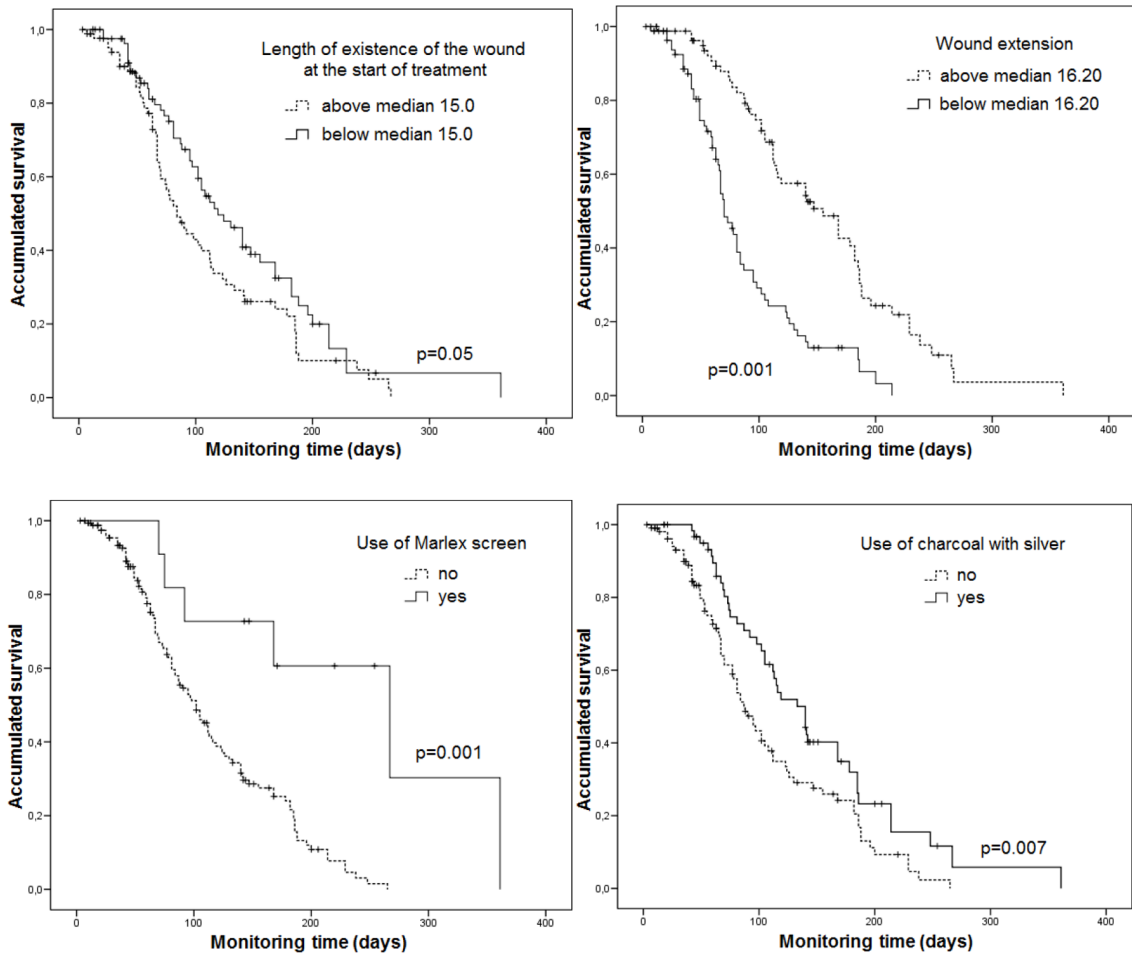 Length of existence of the wound
at the start of treatment
above median 15.0
below median 15.0
Accumulated survival
1,0
0,8
0,6
0,4
0,2
0,0
p=0.05
0
100
200
300
400
Monitoring time (days)
Wound extension
above median 16.20
below median 16.20
Accumulated survival
1,0
0,8
0,6
0,4
0,2
0,0
p=0.001
0
100
200
300
400
Monitoring time (days)
Use of Marlex screen
no
yes
Accumulated survival
1,0
0,8
0,6
0,4
0,2
0,0
p=0.001
0
100
200
300
400
Monitoring time (days)
Use of charcoal with silver
no
yes
Accumulated survival
1,0
0,8
0,6
0,4
0,2
0,0
p=0.007
0
100
200
300
400
Monitoring time (days)